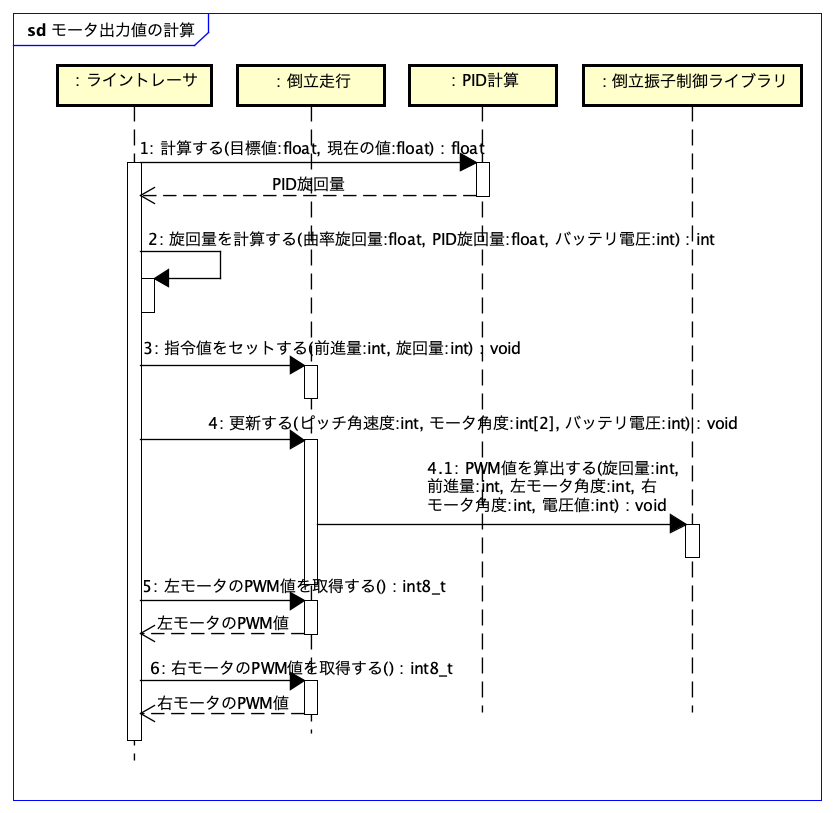 sd モータ出力値の計算
: ライントレーサ
: 倒立走行
: PID計算
: 倒立振子制御ライブラリ
1: 計算する(目標値:float, 現在の値:float) : float
PID旋回量
2: 旋回量を計算する(曲率旋回量:float, PID旋回量:float, バッテリ電圧:int) : int
3: 指令値をセットする(前進量:int, 旋回量:int) : void
4: 更新する(ピッチ角速度:int, モータ角度:int[2], バッテリ電圧:int) : void
4.1: PWM値を算出する(旋回量:int,
前進量:int, 左モータ角度:int, 右
モータ角度:int, 電圧値:int) : void
5: 左モータのPWM値を取得する() : int8_t
左モータのPWM値
6: 右モータのPWM値を取得する() : int8_t
右モータのPWM値